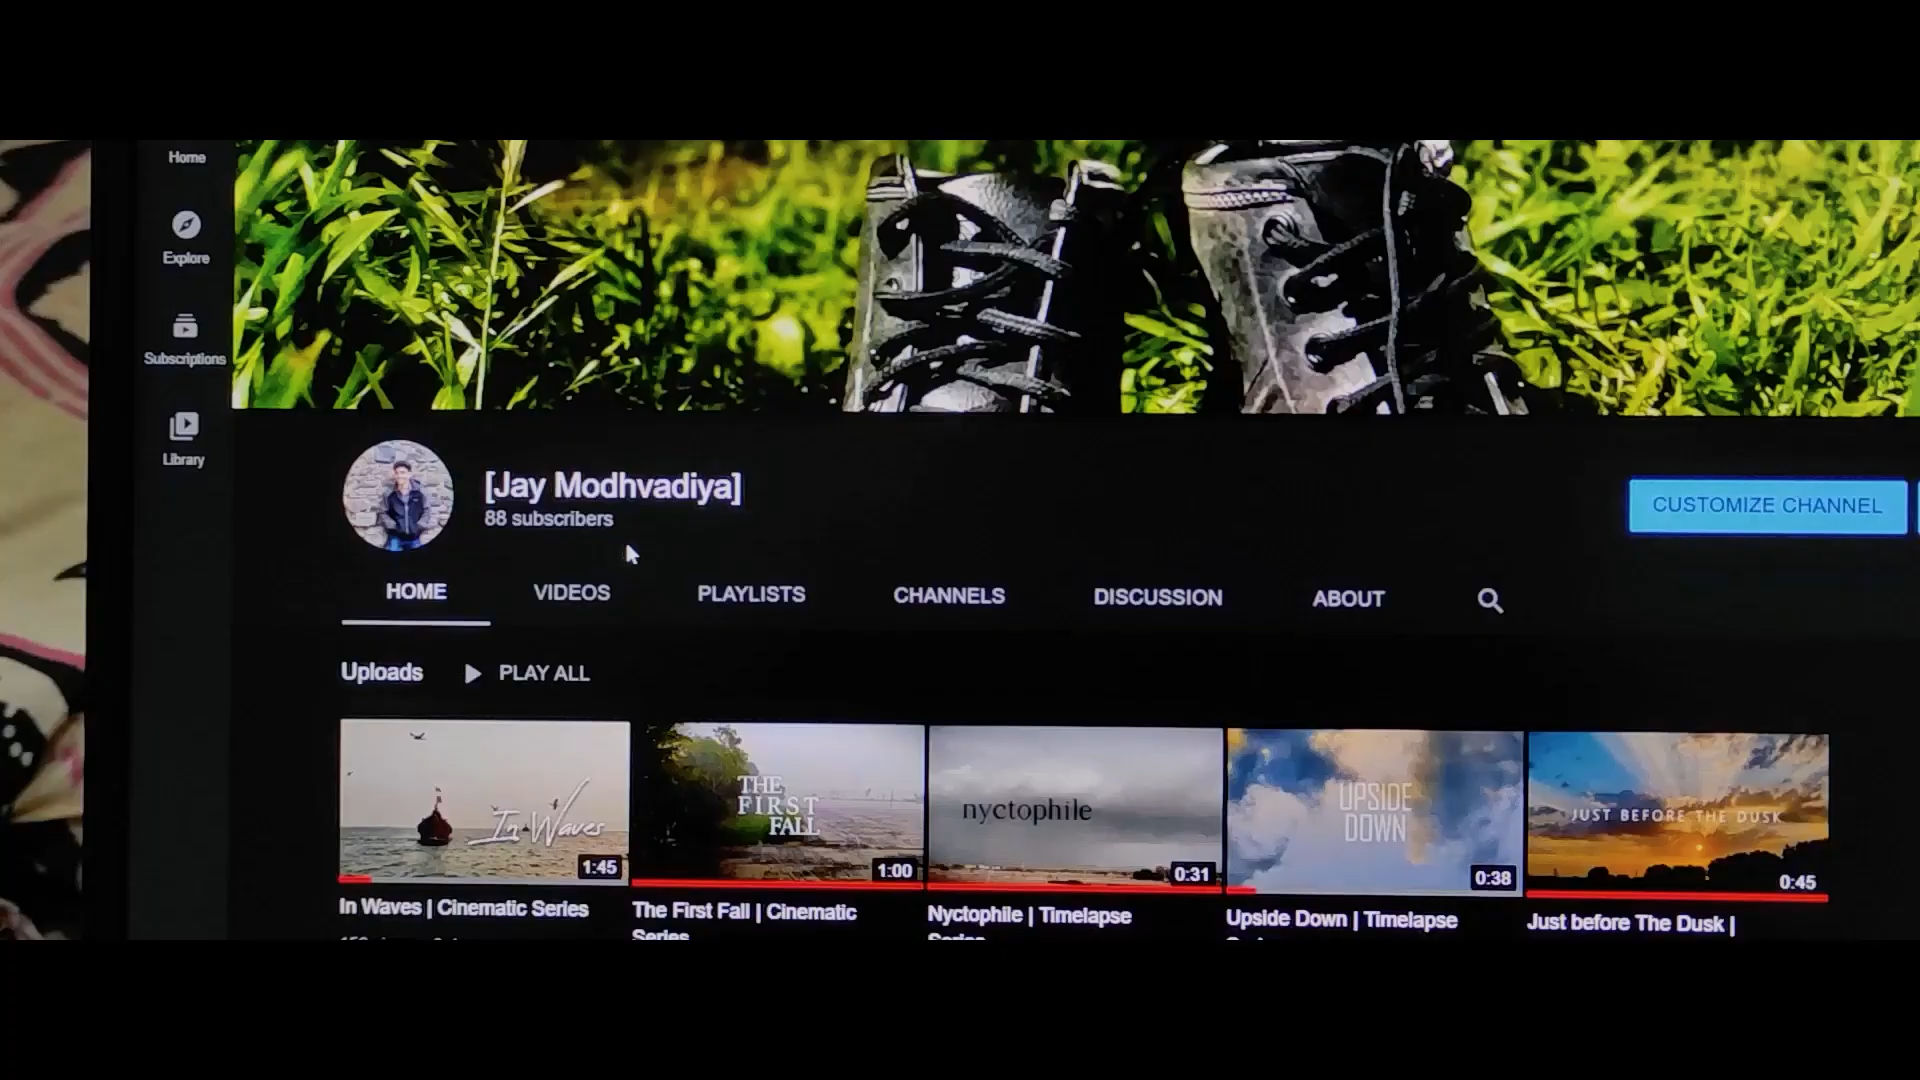 Home
Explore
Subscriptions
Library
[Jay Modhvadiya]
88 subscribers
CUSTOMIZE CHANNEL
HOME VIDEOS PLAYLISTS CHANNELS DISCUSSION ABOUT
Uploads PLAY ALL
In Waves
1:45
THE
FIRST
FALL
1:00
nyctophile
0:31
UPSIDE
DOWN
0:38
JUST BEFORE THE DUSK
0:45
In Waves | Cinematic Series
The First Fall | Cinematic
Series
Nyctophile | Timelapse
Series
Upside Down | Timelapse
Just before The Dusk |